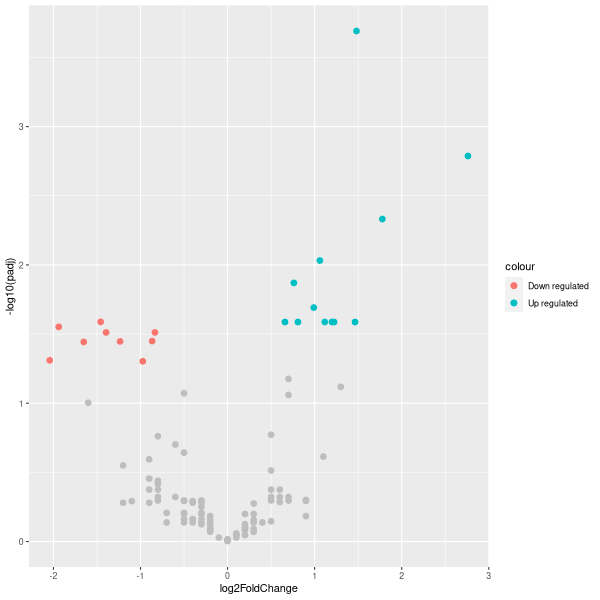 3
2
1
0
-log10(padj)
-2
-1
0
1
2
3
log2FoldChange
colour
Down regulated
Up regulated